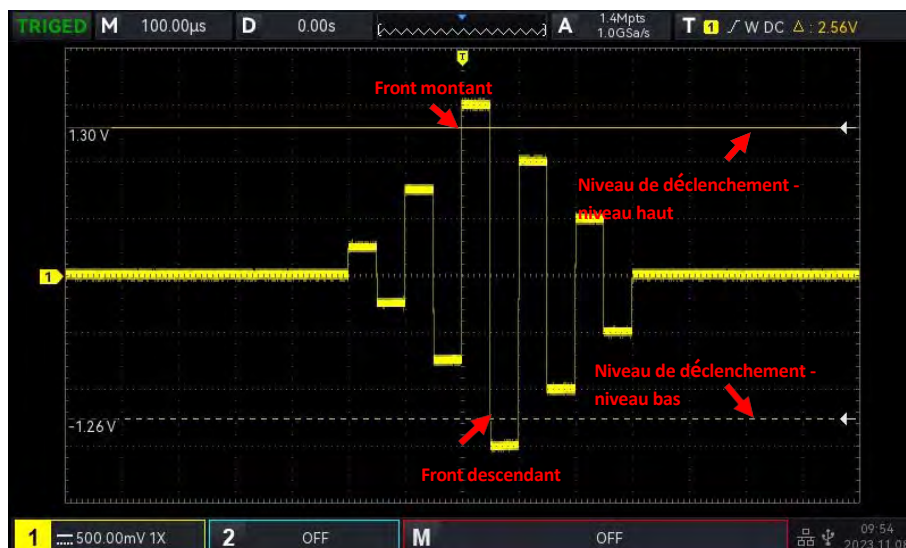 TRIGED M 100.00µs D 0.00s A 1.4Mpts 1.0GSa/s T 1 W DC Δ : 2.56V
T
Front montant
1.30 V
Niveau de déclenchement -
niveau haut
1
Niveau de déclenchement -
niveau bas
-1.26 V
Front descendant
1 500.00mV 1X 2 OFF M OFF 09:54
2023.11.08